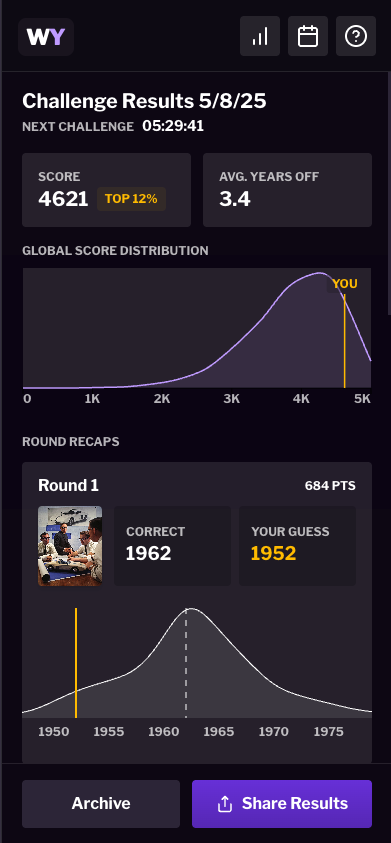 WY
Challenge Results 5/8/25
NEXT CHALLENGE 05:29:41
SCORE
4621 TOP 12%
AVG. YEARS OFF
3.4
GLOBAL SCORE DISTRIBUTION
YOU
0 1K 2K 3K 4K 5K
ROUND RECAPS
Round 1 684 PTS
CORRECT
1962
YOUR GUESS
1952
1950 1955 1960 1965 1970 1975
Archive Share Results